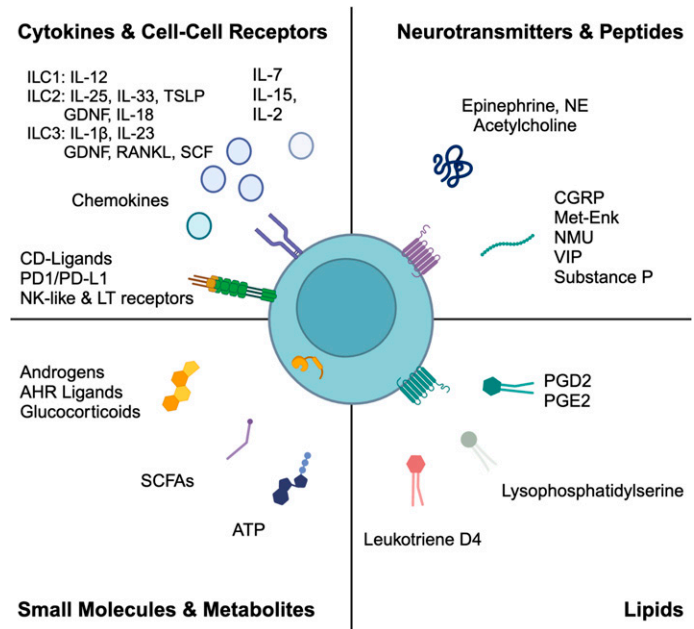 Cytokines & Cell-Cell Receptors
ILC1: IL-12
ILC2: IL-25, IL-33, TSLP
GDNF, IL-18
ILC3: IL-1β, IL-23
GDNF, RANKL, SCF
IL-7
IL-15,
IL-2
Chemokines
CD-Ligands
PD1/PD-L1
NK-like & LT receptors
Neurotransmitters & Peptides
Epinephrine, NE
Acetylcholine
CGRP
Met-Enk
NMU
VIP
Substance P
Androgens
AHR Ligands
Glucocorticoids
SCFAs
ATP
Small Molecules & Metabolites
PGD2
PGE2
Lysophosphatidylserine
Leukotriene D4
Lipids